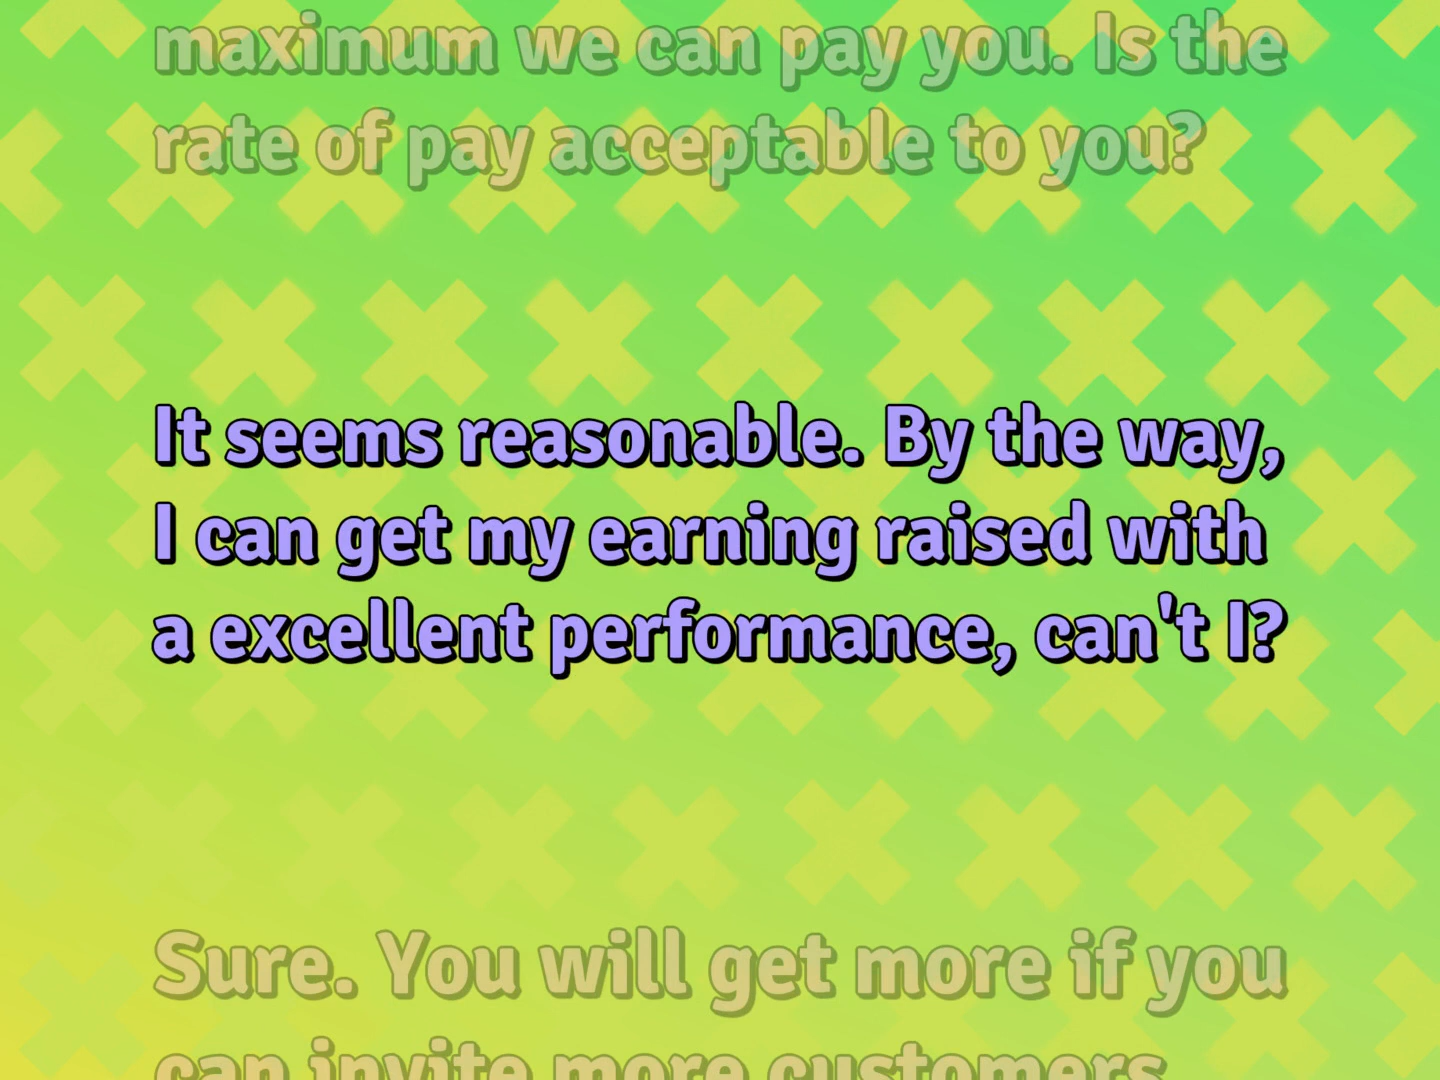 maximum we can pay you. Is the
rate of pay acceptable to you?
It seems reasonable. By the way,
I can get my earning raised with
a excellent performance, can't I?
Sure. You will get more if you
can invite more customers